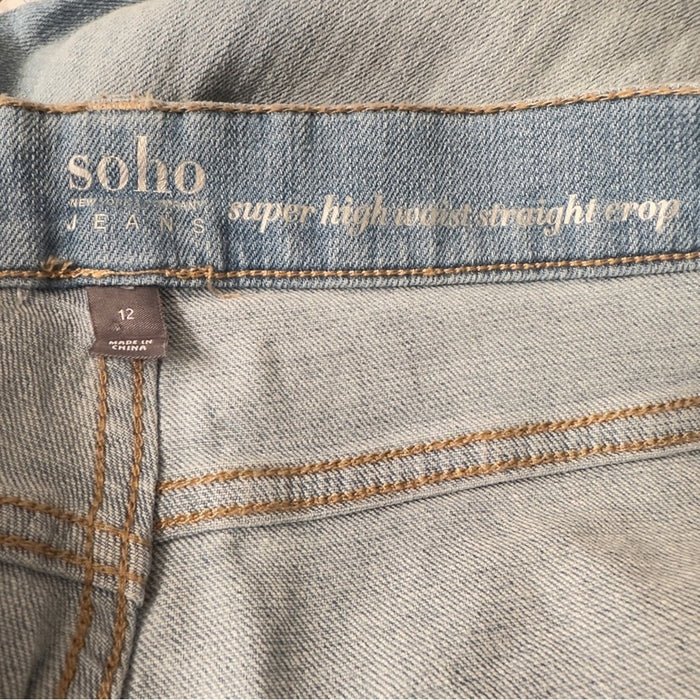 soho
NEW YORK & COMPANY
JEANS
super high waist straight crop
12
MADE IN
CHINA